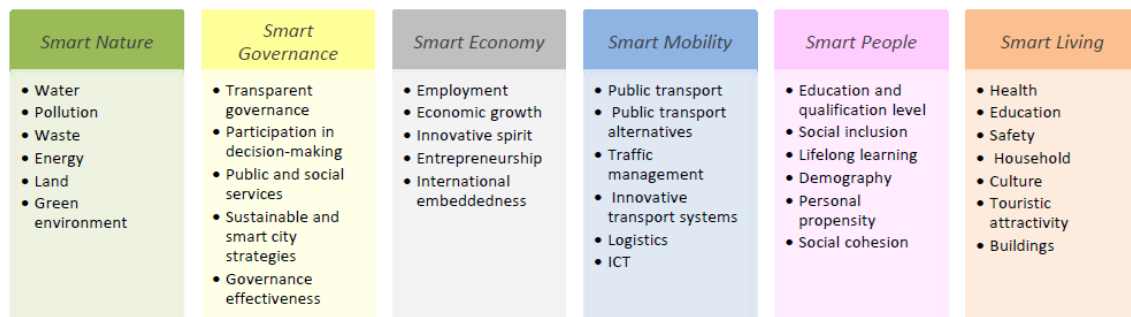 Smart Nature
• Water
• Pollution
• Waste
• Energy
• Land
• Green
environment
Smart
Governance
• Transparent
governance
• Participation in
decision-making
• Public and social
services
• Sustainable and
smart city
strategies
• Governance
effectiveness
Smart Economy
• Employment
• Economic growth
• Innovative spirit
• Entrepreneurship
• International
embeddedness
Smart Mobility
• Public transport
• Public transport
alternatives
• Traffic
management
• Innovative
transport systems
• Logistics
• ICT
Smart People
• Education and
qualification level
• Social inclusion
• Lifelong learning
• Demography
• Personal
propensity
• Social cohesion
Smart Living
• Health
• Education
• Safety
• Household
• Culture
• Touristic
attractivity
• Buildings